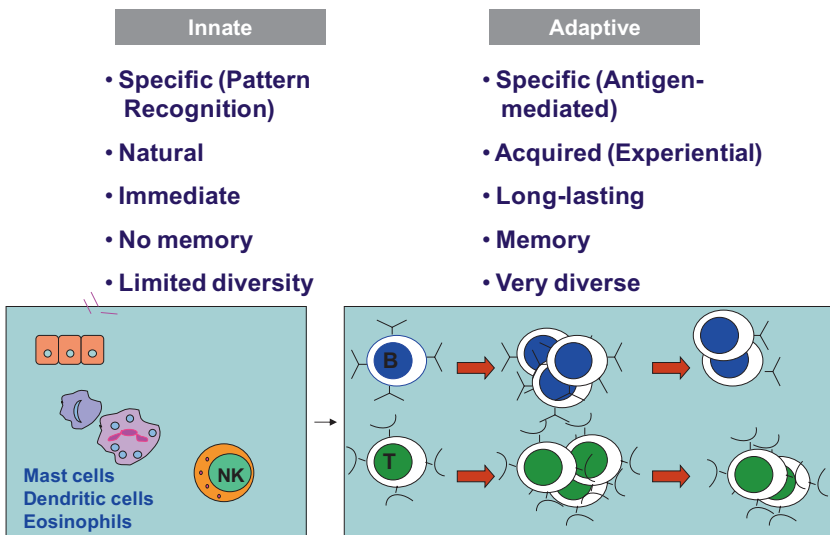 Innate
• Specific (Pattern
Recognition)
• Natural
• Immediate
• No memory
• Limited diversity
Adaptive
• Specific (Antigen-
mediated)
• Acquired (Experiential)
• Long-lasting
• Memory
• Very diverse
NK
Mast cells
Dendritic cells
Eosinophils
B
T